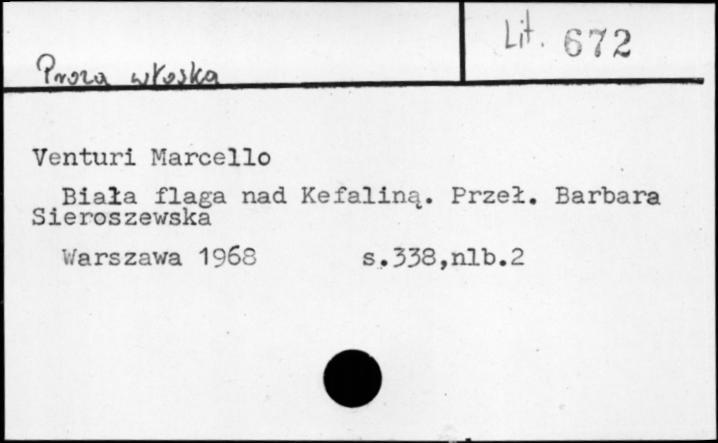 Lit. 672
Proza włoska
Venturi Marcello
Biała flaga nad Kefaliną. Przeł. Barbara
Sieroszewska
Warszawa 1968 s.338,nlb.2